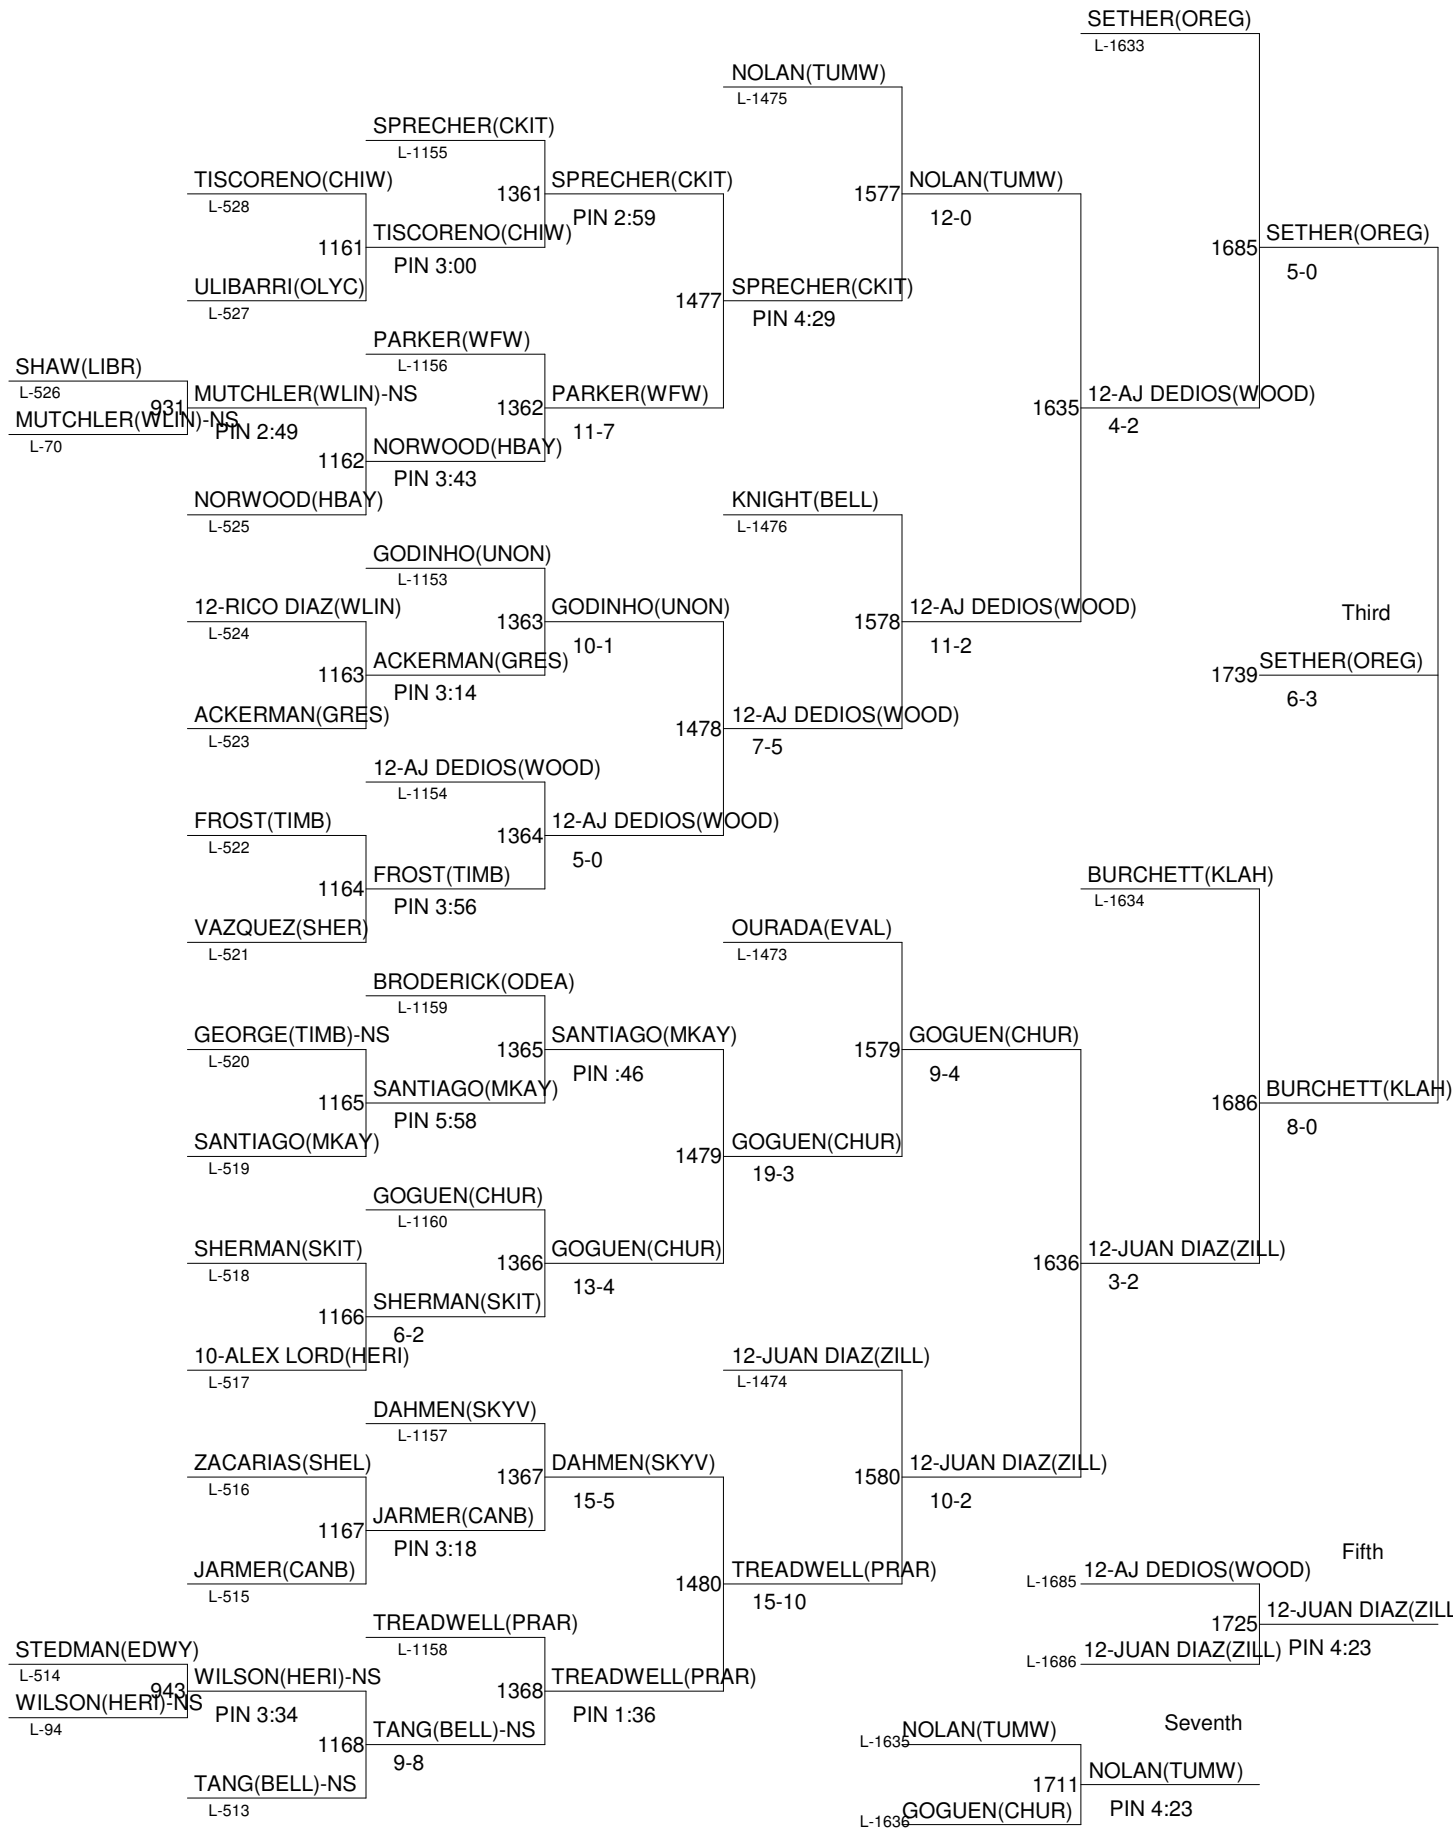 SETHER(OREG)
L-1633
NOLAN(TUMW)
L-1475
SPRECHER(CKIT)
L-1155
TISCORENO(CHIW)
L-528
1361
SPRECHER(CKIT)
PIN 2:59
1577
NOLAN(TUMW)
12-0
1161
TISCORENO(CHIW)
PIN 3:00
1685
SETHER(OREG)
5-0
ULIBARRI(OLYC)
L-527
1477
SPRECHER(CKIT)
PIN 4:29
PARKER(WFW)
L-1156
SHAW(LIBR)
L-526
931
MUTCHLER(WLIN)-NS
PIN 2:49
MUTCHLER(WLIN)-NS
L-70
1362
PARKER(WFW)
11-7
1635
12-AJ DEDIOS(WOOD)
4-2
1162
NORWOOD(HBAY)
PIN 3:43
NORWOOD(HBAY)
L-525
KNIGHT(BELL)
L-1476
GODINHO(UNON)
L-1153
12-RICO DIAZ(WLIN)
L-524
1363
GODINHO(UNON)
10-1
1578
12-AJ DEDIOS(WOOD)
11-2
Third
1163
ACKERMAN(GRES)
PIN 3:14
1739
SETHER(OREG)
6-3
ACKERMAN(GRES)
L-523
1478
12-AJ DEDIOS(WOOD)
7-5
12-AJ DEDIOS(WOOD)
L-1154
FROST(TIMB)
L-522
1364
12-AJ DEDIOS(WOOD)
5-0
1164
FROST(TIMB)
PIN 3:56
BURCHETT(KLAH)
L-1634
VAZQUEZ(SHER)
L-521
OURADA(EVAL)
L-1473
BRODERICK(ODEA)
L-1159
GEORGE(TIMB)-NS
L-520
1365
SANTIAGO(MKAY)
PIN :46
1579
GOGUEN(CHUR)
9-4
1165
SANTIAGO(MKAY)
PIN 5:58
1686
BURCHETT(KLAH)
8-0
SANTIAGO(MKAY)
L-519
1479
GOGUEN(CHUR)
19-3
GOGUEN(CHUR)
L-1160
SHERMAN(SKIT)
L-518
1366
GOGUEN(CHUR)
13-4
1636
12-JUAN DIAZ(ZILL)
3-2
1166
SHERMAN(SKIT)
6-2
10-ALEX LORD(HERI)
L-517
12-JUAN DIAZ(ZILL)
L-1474
DAHMEN(SKYV)
L-1157
ZACARIAS(SHEL)
L-516
1367
DAHMEN(SKYV)
15-5
1580
12-JUAN DIAZ(ZILL)
10-2
1167
JARMER(CANB)
PIN 3:18
JARMER(CANB)
L-515
1480
TREADWELL(PRAR)
15-10
Fifth
L-1685
12-AJ DEDIOS(WOOD)
1725
12-JUAN DIAZ(ZILL
PIN 4:23
L-1686
12-JUAN DIAZ(ZILL)
TREADWELL(PRAR)
L-1158
STEDMAN(EDWY)
L-514
943
WILSON(HERI)-NS
PIN 3:34
WILSON(HERI)-NS
L-94
1368
TREADWELL(PRAR)
PIN 1:36
1168
TANG(BELL)-NS
9-8
TANG(BELL)-NS
L-513
Seventh
L-1635
NOLAN(TUMW)
1711
NOLAN(TUMW)
PIN 4:23
L-1636
GOGUEN(CHUR)